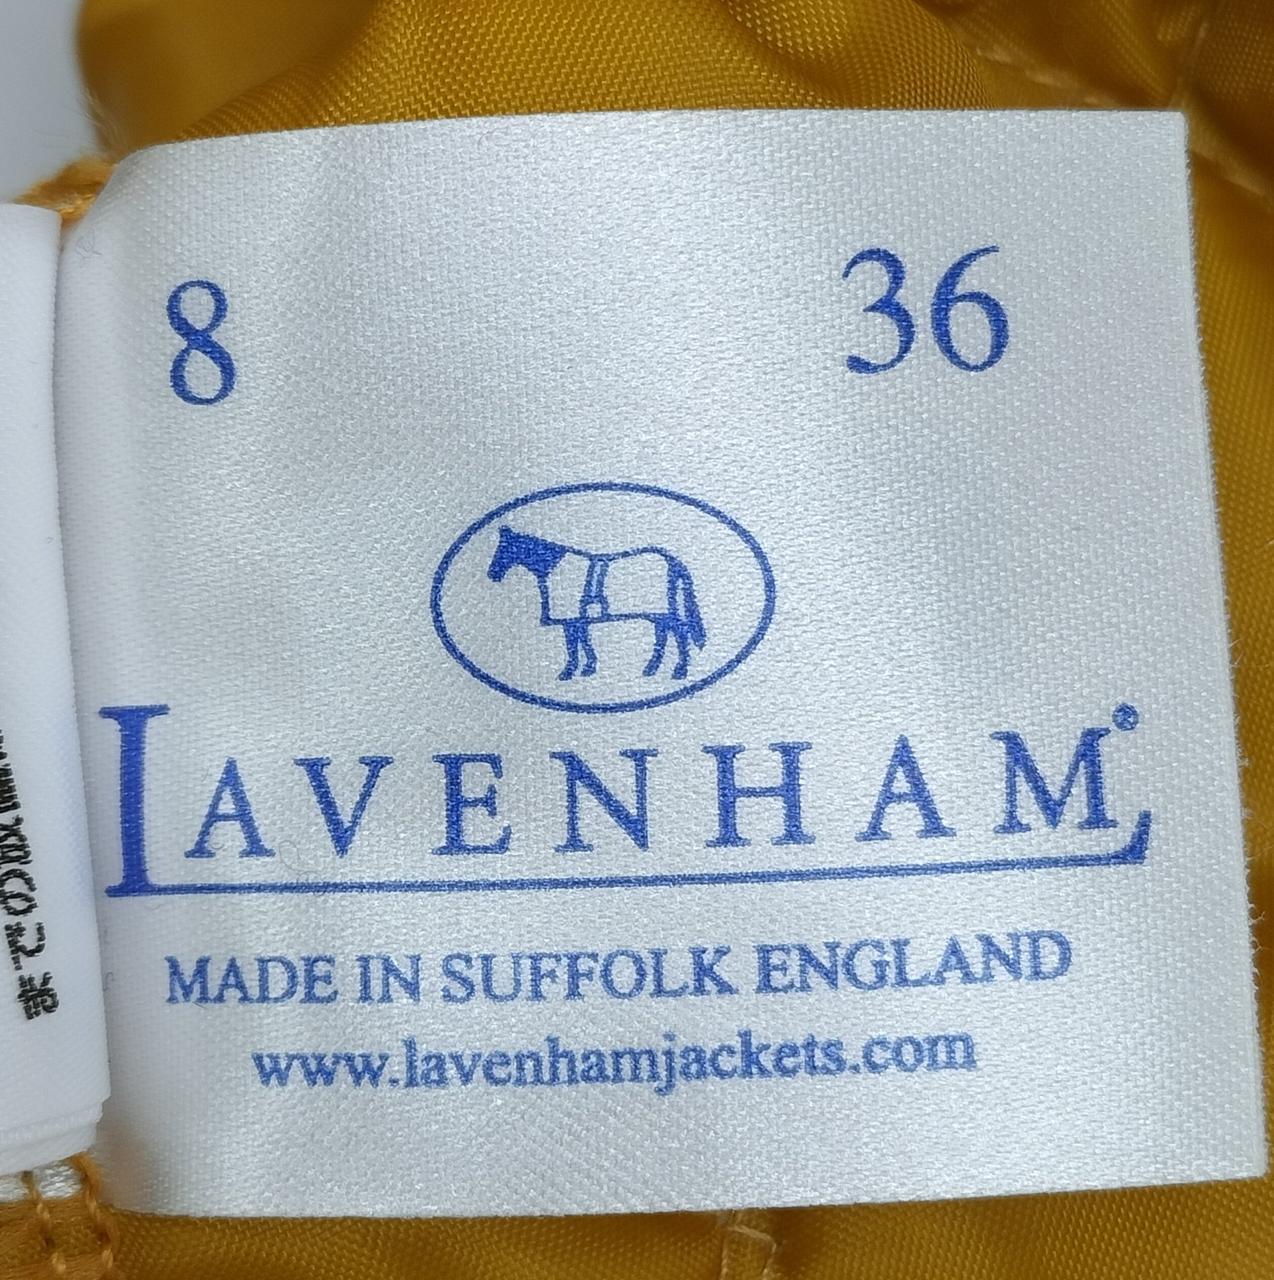 8 36
LAVENHAM®
MADE IN SUFFOLK ENGLAND
www.lavenhamjackets.com